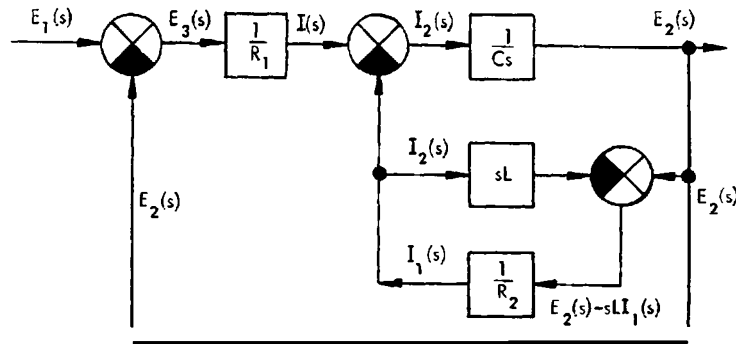 E₁(s) E₃(s) I(s) I₂(s) E₂(s)
1/R₁
1/Cs
I₂(s)
sL
E₂(s) E₂(s)
I₁(s)
1/R₂
E₂(s)-sLI₁(s)